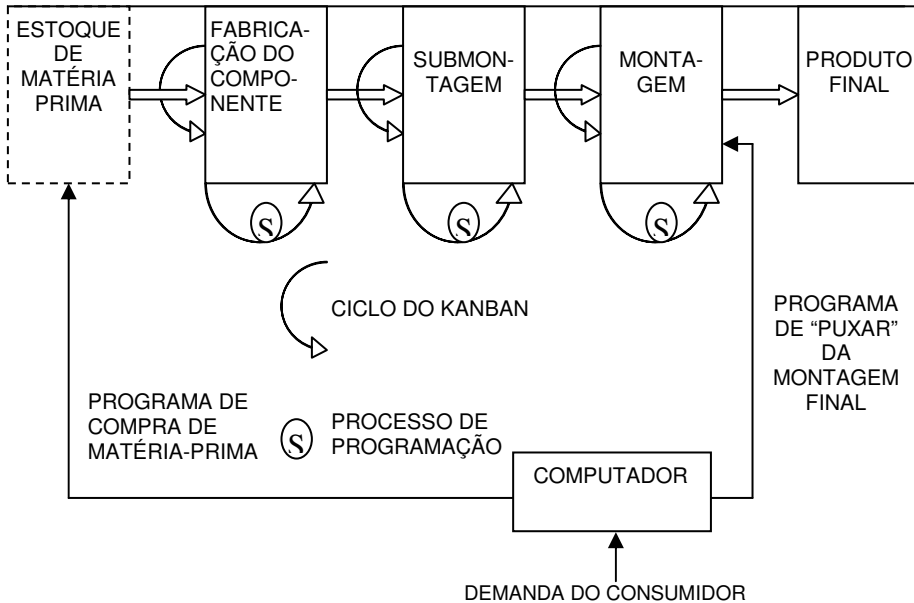 ESTOQUE
DE
MATÉRIA
PRIMA
FABRICA-
ÇÃO DO
COMPO-
NENTE
SUBMON-
TAGEM
MONTA-
GEM
PRODUTO
FINAL
S
S
S
CICLO DO KANBAN
PROGRAMA
DE “PUXAR”
DA
MONTAGEM
FINAL
PROGRAMA DE
COMPRA DE
MATÉRIA-PRIMA
S
PROCESSO DE
PROGRAMAÇÃO
COMPUTADOR
DEMANDA DO CONSUMIDOR